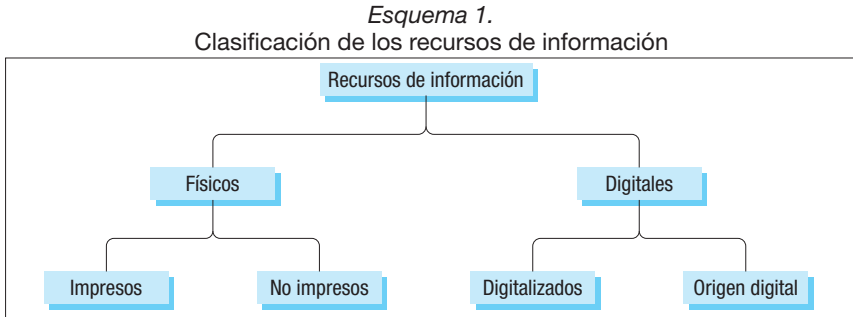 Esquema 1.
Clasificación de los recursos de información
Recursos de información
Físicos
Digitales
Impresos
No impresos
Digitalizados
Origen digital